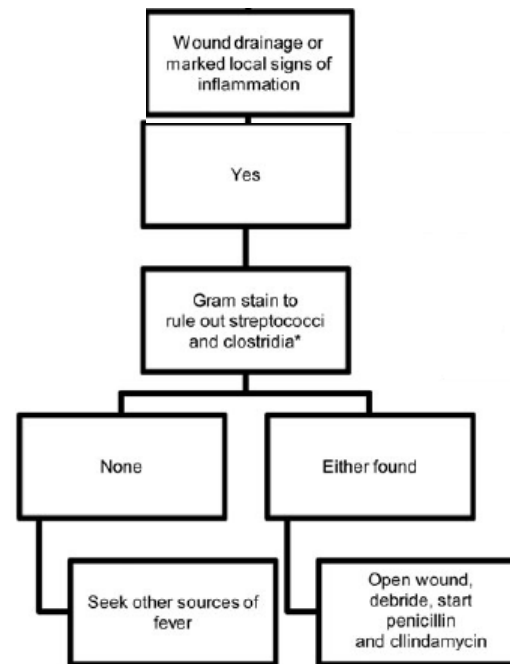 Wound drainage or
marked local signs of
inflammation
Yes
Gram stain to
rule out streptococci
and clostridia*
None
Either found
Seek other sources of
fever
Open wound,
debride, start
penicillin
and cllindamycin